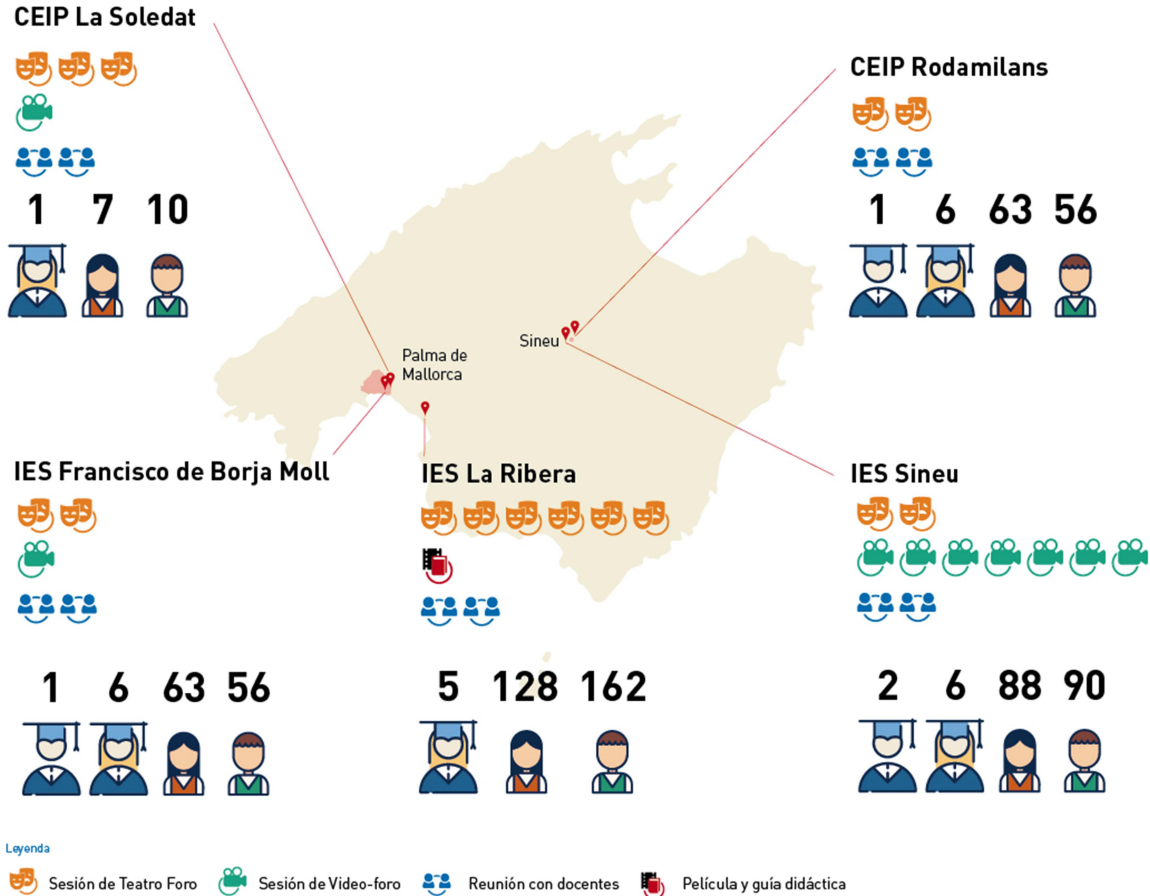 CEIP La Soledat
1 7 10
CEIP Rodamilans
1 6 63 56
Palma de
Mallorca
Sineu
IES Francisco de Borja Moll
1 6 63 56
IES La Ribera
5 128 162
IES Sineu
2 6 88 90
Leyenda
Sesión de Teatro Foro
Sesión de Video-foro
Reunión con docentes
Película y guía didáctica